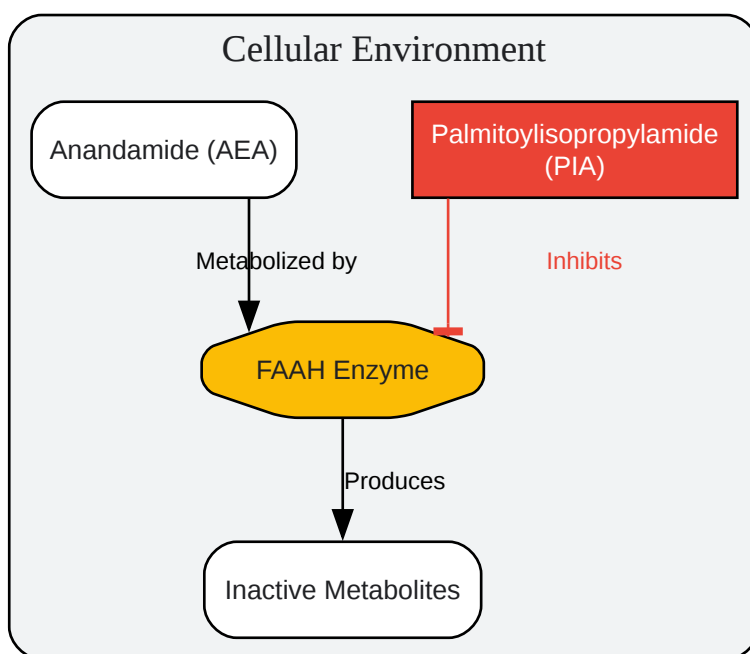 Cellular Environment
Anandamide (AEA)
Palmitoylisopropylamide
(PIA)
Metabolized by
Inhibits
FAAH Enzyme
Produces
Inactive Metabolites